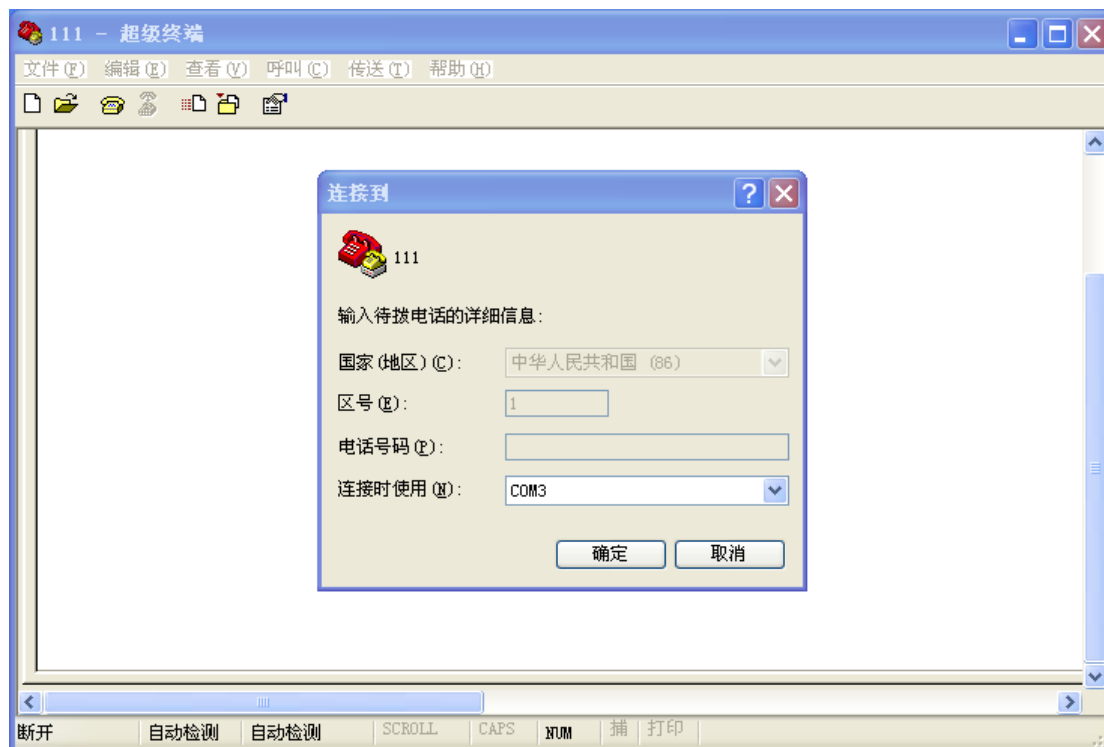 111 - 超级终端
文件(F) 编辑(E) 查看(V) 呼叫(C) 传送(T) 帮助(H)
连接到
111
输入待拨电话的详细信息:
国家(地区)(C): 中华人民共和国 (86)
区号(E): 1
电话号码(P):
连接时使用(N): COM3
确定 取消
断开 自动检测 自动检测 SCROLL CAPS NUM 捕 打印